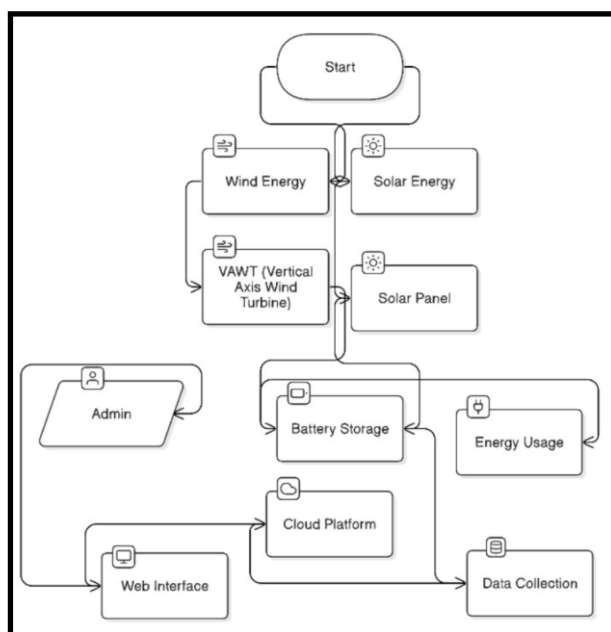 Start
Wind Energy
Solar Energy
VAWT (Vertical
Axis Wind
Turbine)
Solar Panel
Admin
Battery Storage
Energy Usage
Cloud Platform
Web Interface
Data Collection